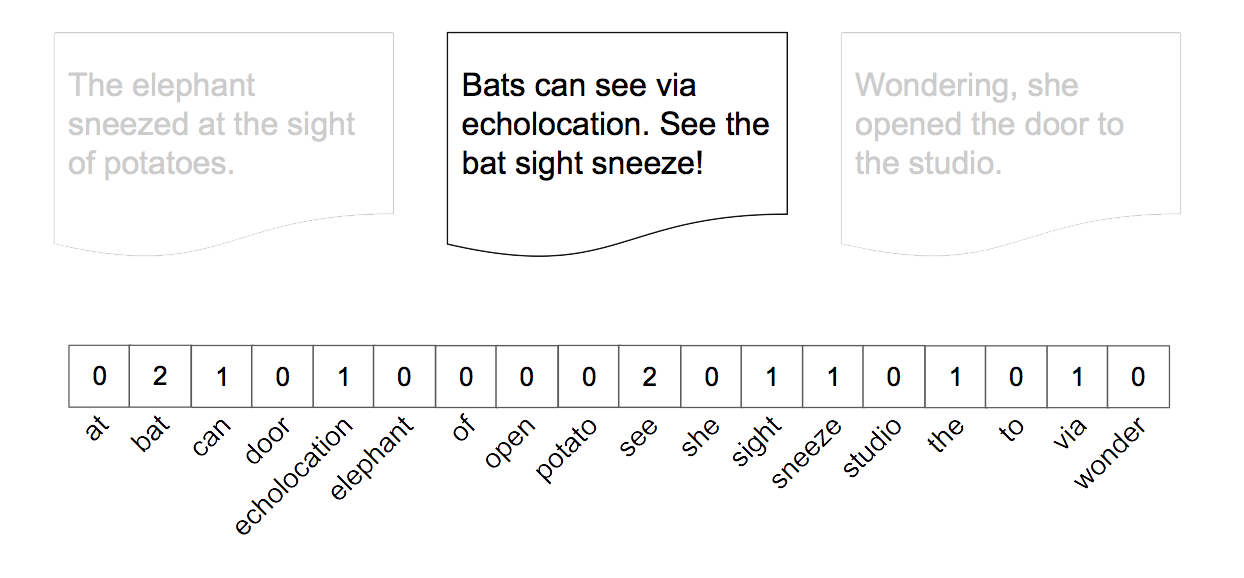 The elephant
sneezed at the sight
of potatoes.
Bats can see via
echolocation. See the
bat sight sneeze!
Wondering, she
opened the door to
the studio.
0 2 1 0 1 0 0 0 0 2 0 1 1 0 1 0 1 0
at bat can door echolocation elephant of open potato see she sight sneeze studio the to via wonder